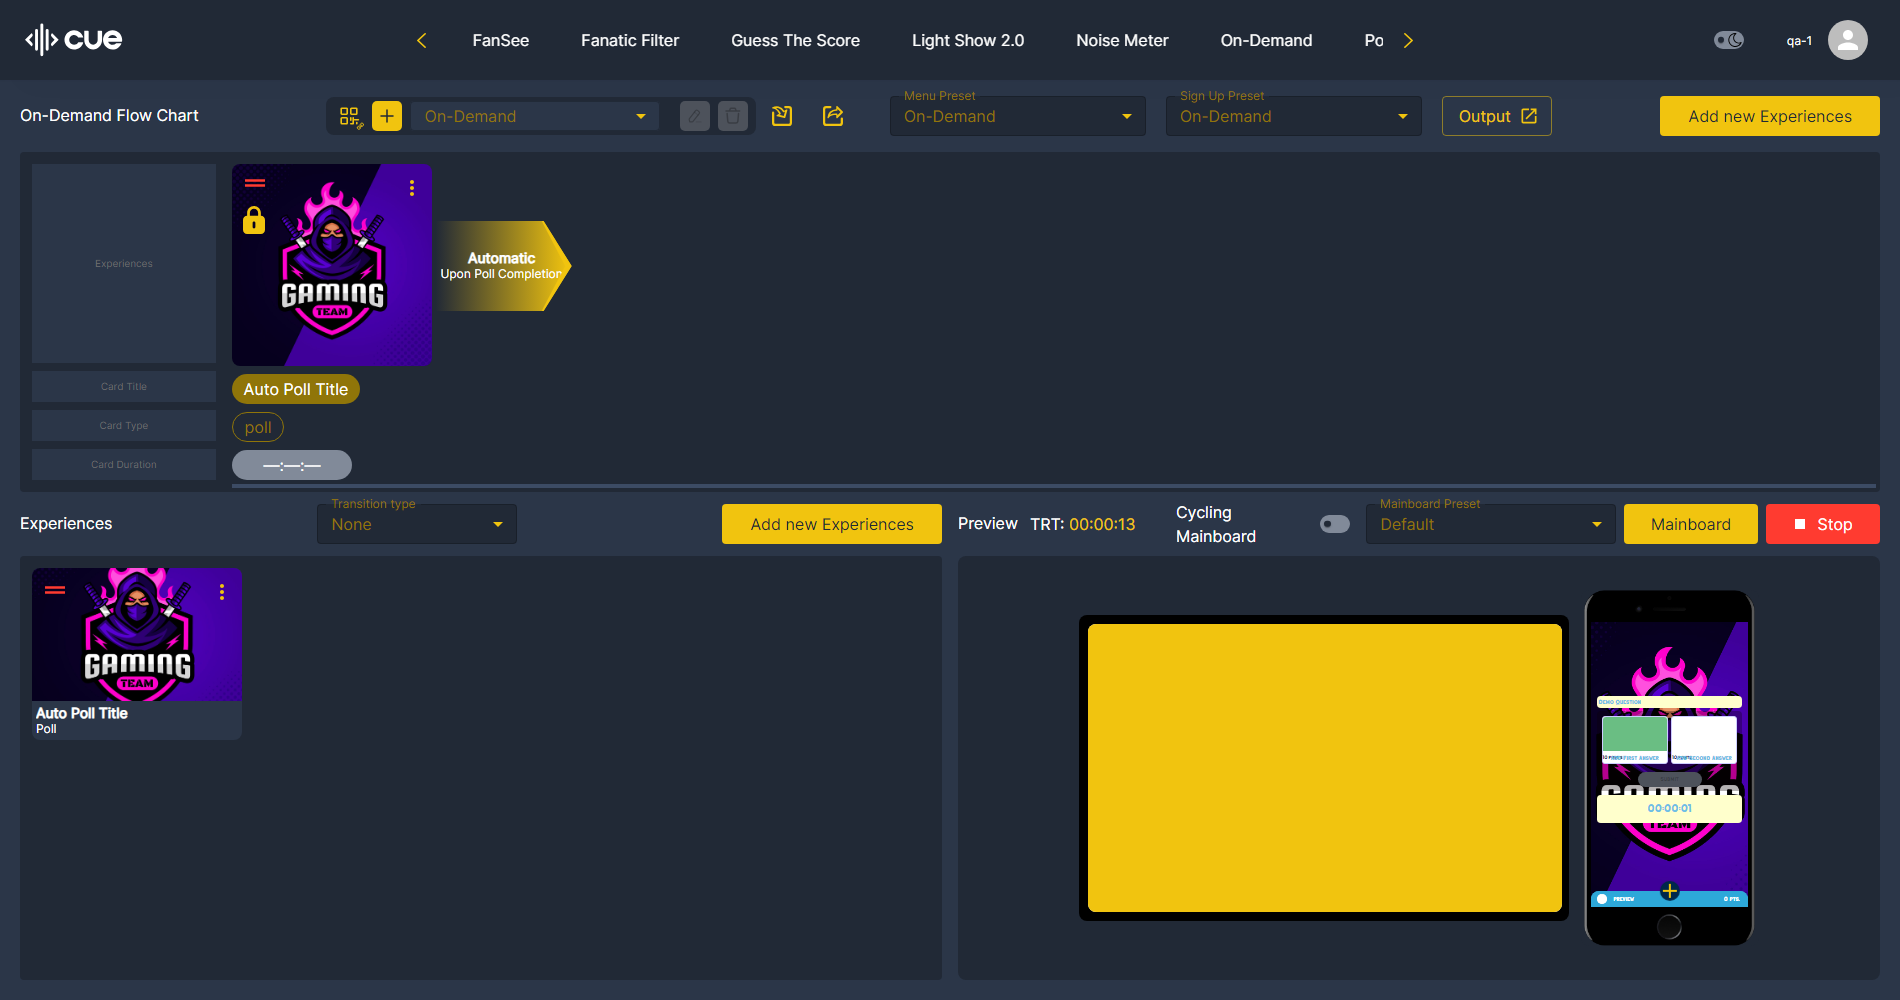 cue
FanSee
Fanatic Filter
Guess The Score
Light Show 2.0
Noise Meter
On-Demand
Po
qa-1
On-Demand Flow Chart
On-Demand
Menu Preset
On-Demand
Sign Up Preset
On-Demand
Output
Add new Experiences
Experiences
GAMING
TEAM
Automatic
Upon Poll Completion
Card Title
Auto Poll Title
Card Type
poll
Card Duration
—:—:—
Experiences
Transition type
None
Add new Experiences
Preview
TRT: 00:00:13
Cycling
Mainboard
Mainboard Preset
Default
Mainboard
Stop
GAMING
TEAM
Auto Poll Title
Poll
Demo Question
First Answer
Second Answer
00:00:01
TEAM
PREVIEW
0 PTS.